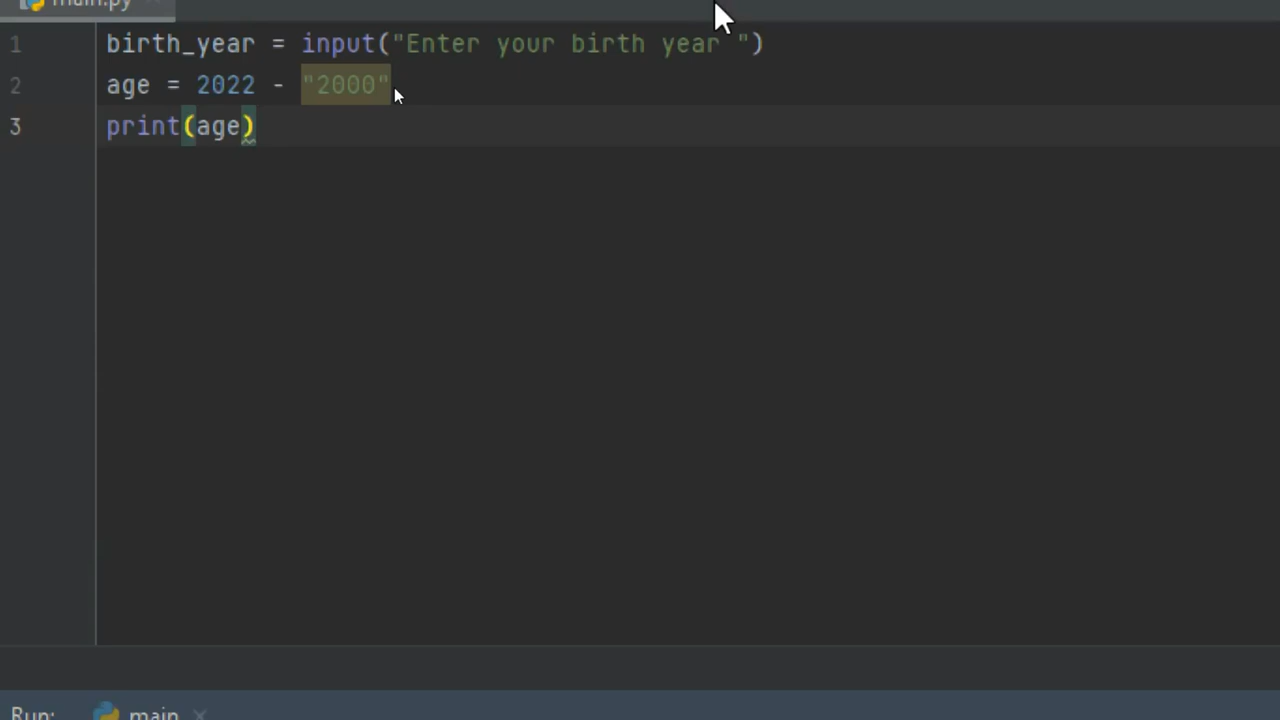 main.py
1 birth_year = input("Enter your birth year ")
2 age = 2022 - "2000"
3 print(age)
Run: main